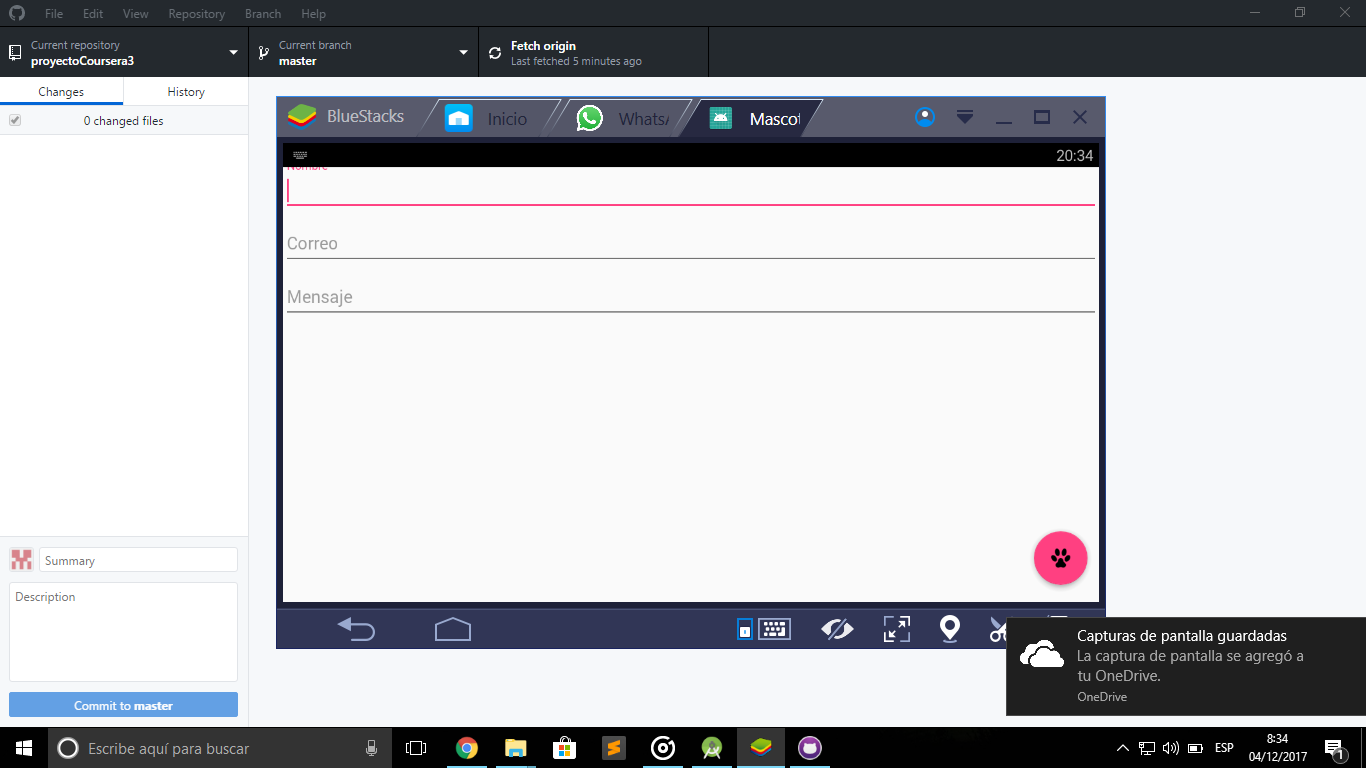 File Edit View Repository Branch Help
Current repository
proyectoCoursera3
Current branch
master
Fetch origin
Last fetched 5 minutes ago
Changes History
0 changed files
Summary
Description
Commit to master
BlueStacks Inicio WhatsA Mascot
20:34
Nombre
Correo
Mensaje
Capturas de pantalla guardadas
La captura de pantalla se agregó a
tu OneDrive.
OneDrive
Escribe aquí para buscar
ESP
8:34
04/12/2017
1